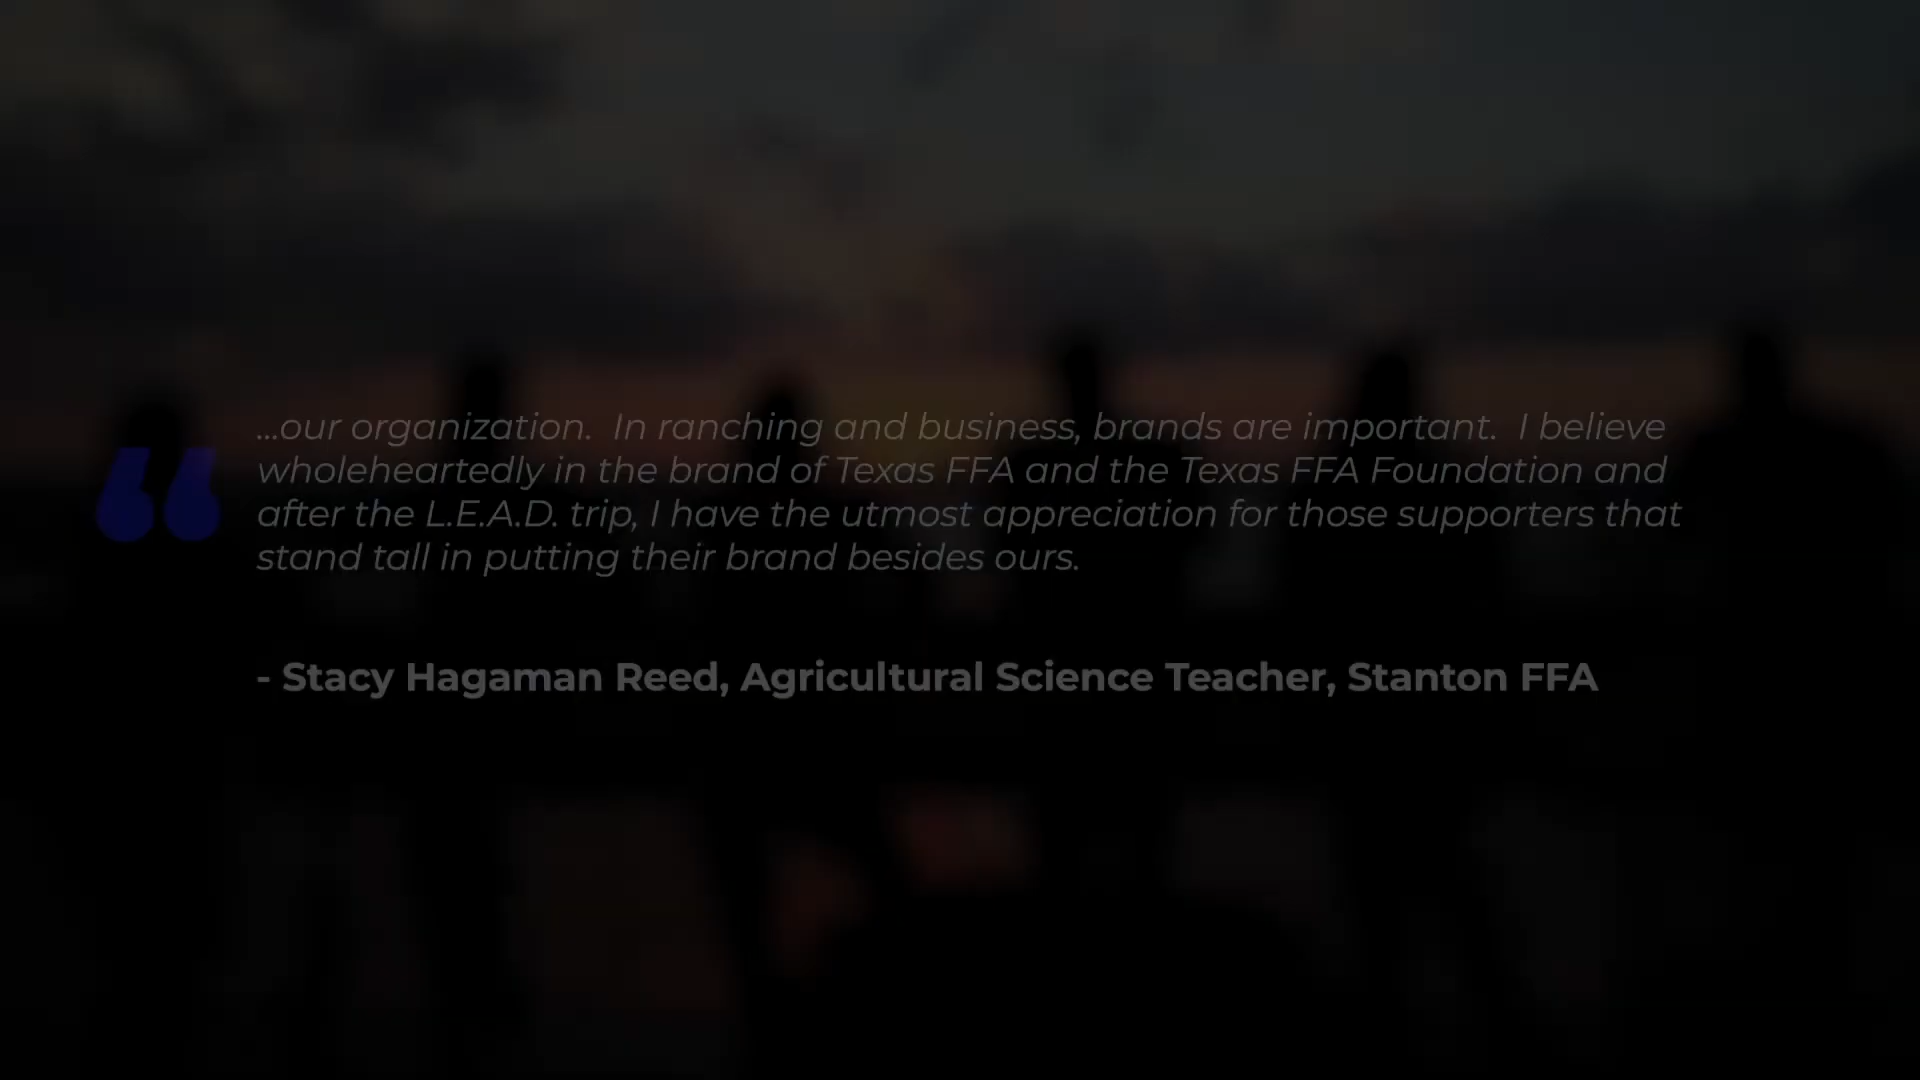 “
...our organization.  In ranching and business, brands are important.  I believe
wholeheartedly in the brand of Texas FFA and the Texas FFA Foundation and
after the L.E.A.D. trip, I have the utmost appreciation for those supporters that
stand tall in putting their brand besides ours.
- Stacy Hagaman Reed, Agricultural Science Teacher, Stanton FFA